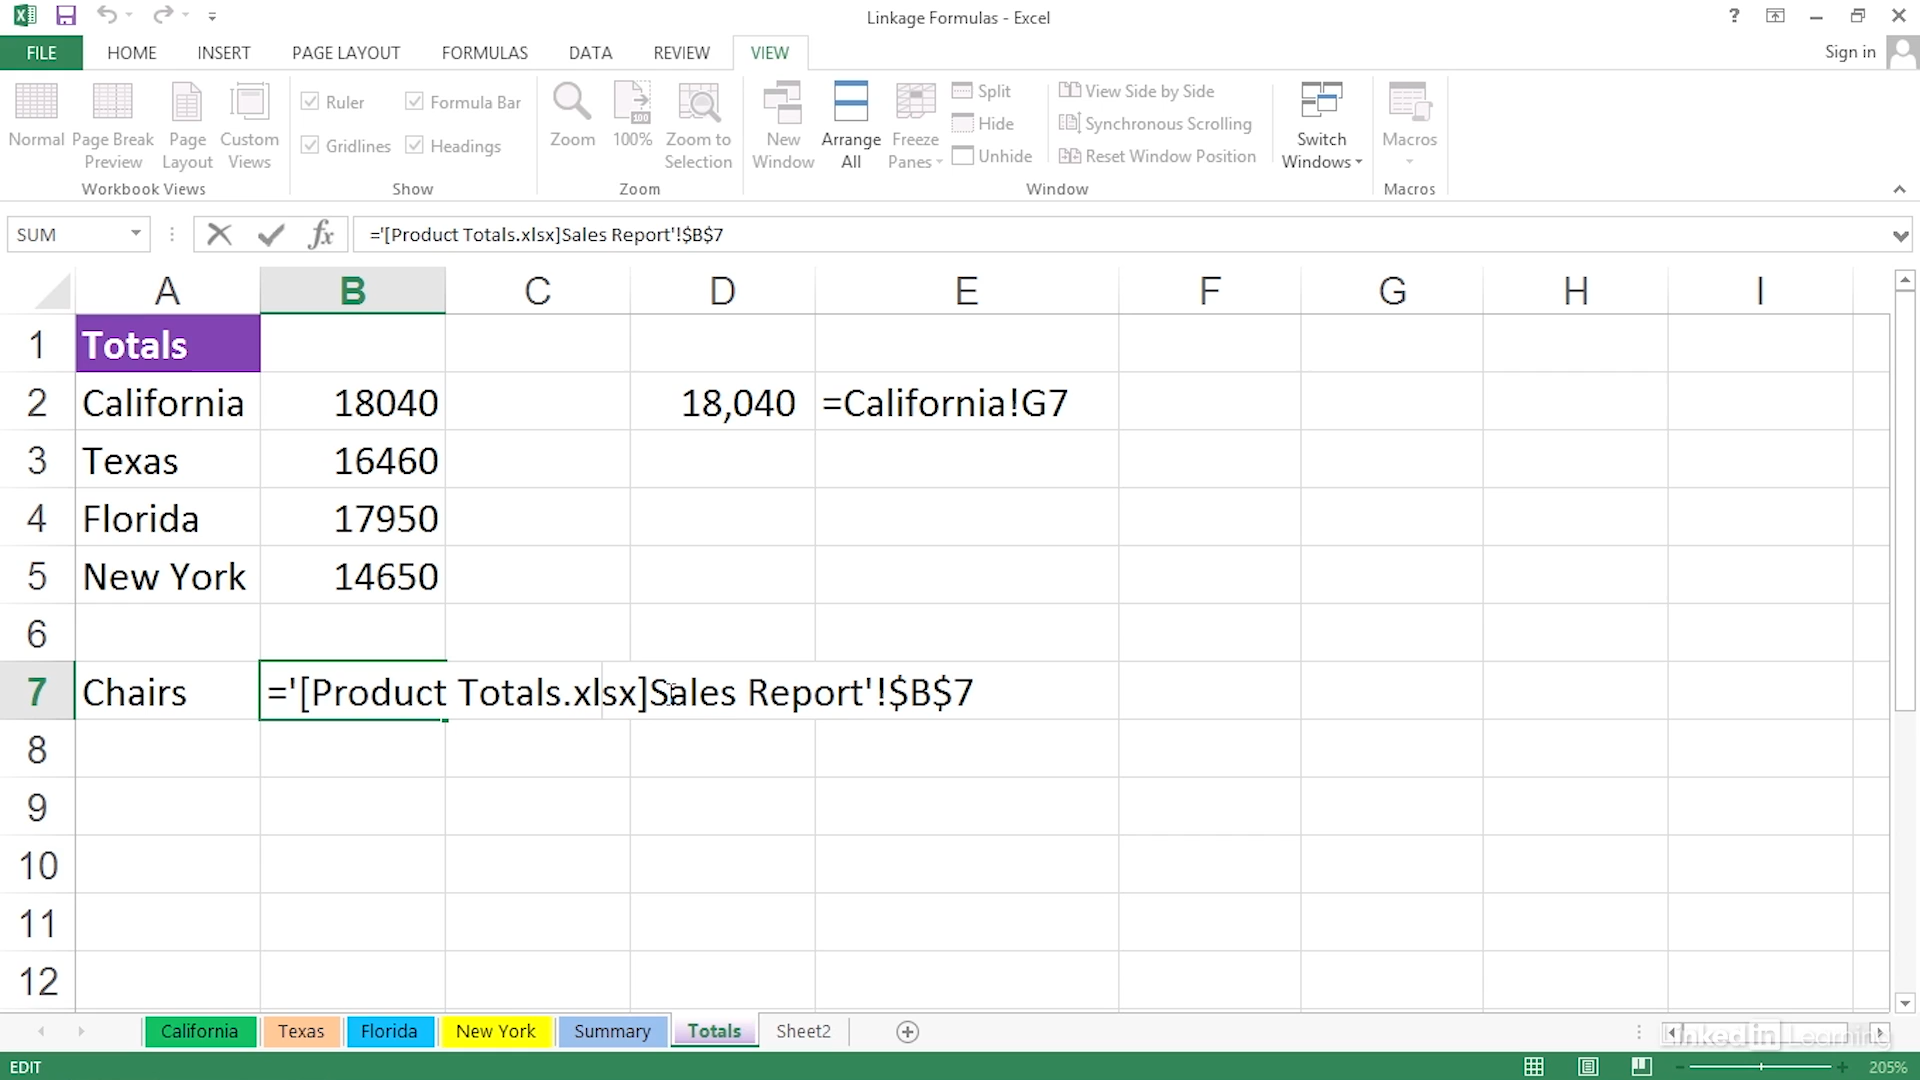 Linkage Formulas - Excel
?
FILE HOME INSERT PAGE LAYOUT FORMULAS DATA REVIEW VIEW Sign in
Normal
Page Break Preview
Page Layout
Custom Views
Workbook Views
Ruler
Formula Bar
Gridlines
Headings
Show
Zoom
100
100%
Zoom to Selection
Zoom
New Window
Arrange All
Freeze Panes
Split
Hide
Unhide
View Side by Side
Synchronous Scrolling
Reset Window Position
Window
Switch Windows
Macros
Macros
SUM fx ='[Product Totals.xlsx]Sales Report'!$B$7
A B C D E F G H I
1 Totals
2 California 18040 18,040 =California!G7
3 Texas 16460
4 Florida 17950
5 New York 14650
6
7 Chairs ='[Product Totals.xlsx]Sales Report'!$B$7
8
9
10
11
12
California Texas Florida New York Summary Totals Sheet2
Linked in Learning
EDIT 205%